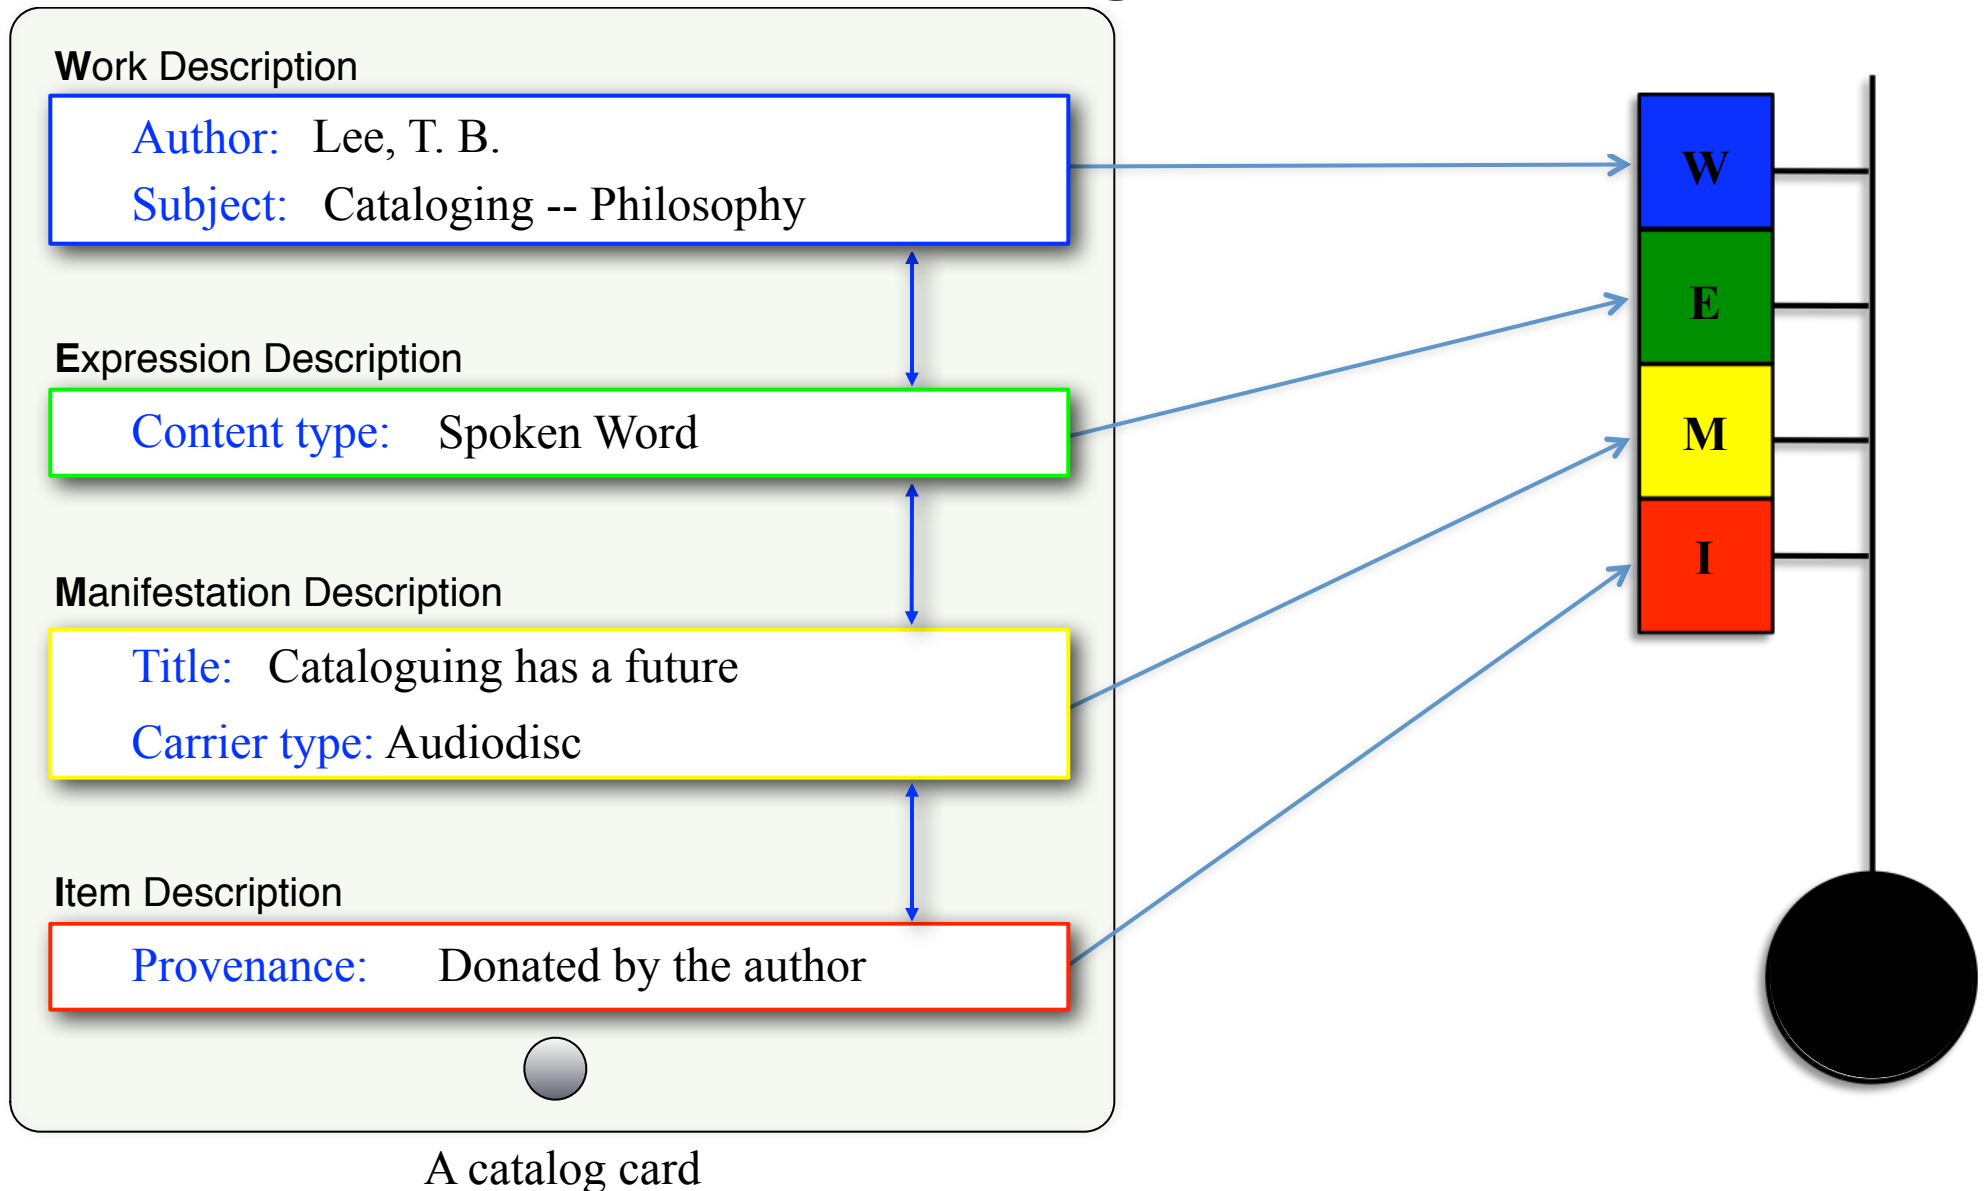 Work Description
Author: Lee, T. B.
Subject: Cataloging -- Philosophy
Expression Description
Content type: Spoken Word
Manifestation Description
Title: Cataloguing has a future
Carrier type: Audiodisc
Item Description
Provenance: Donated by the author
A catalog card
W
E
M
I